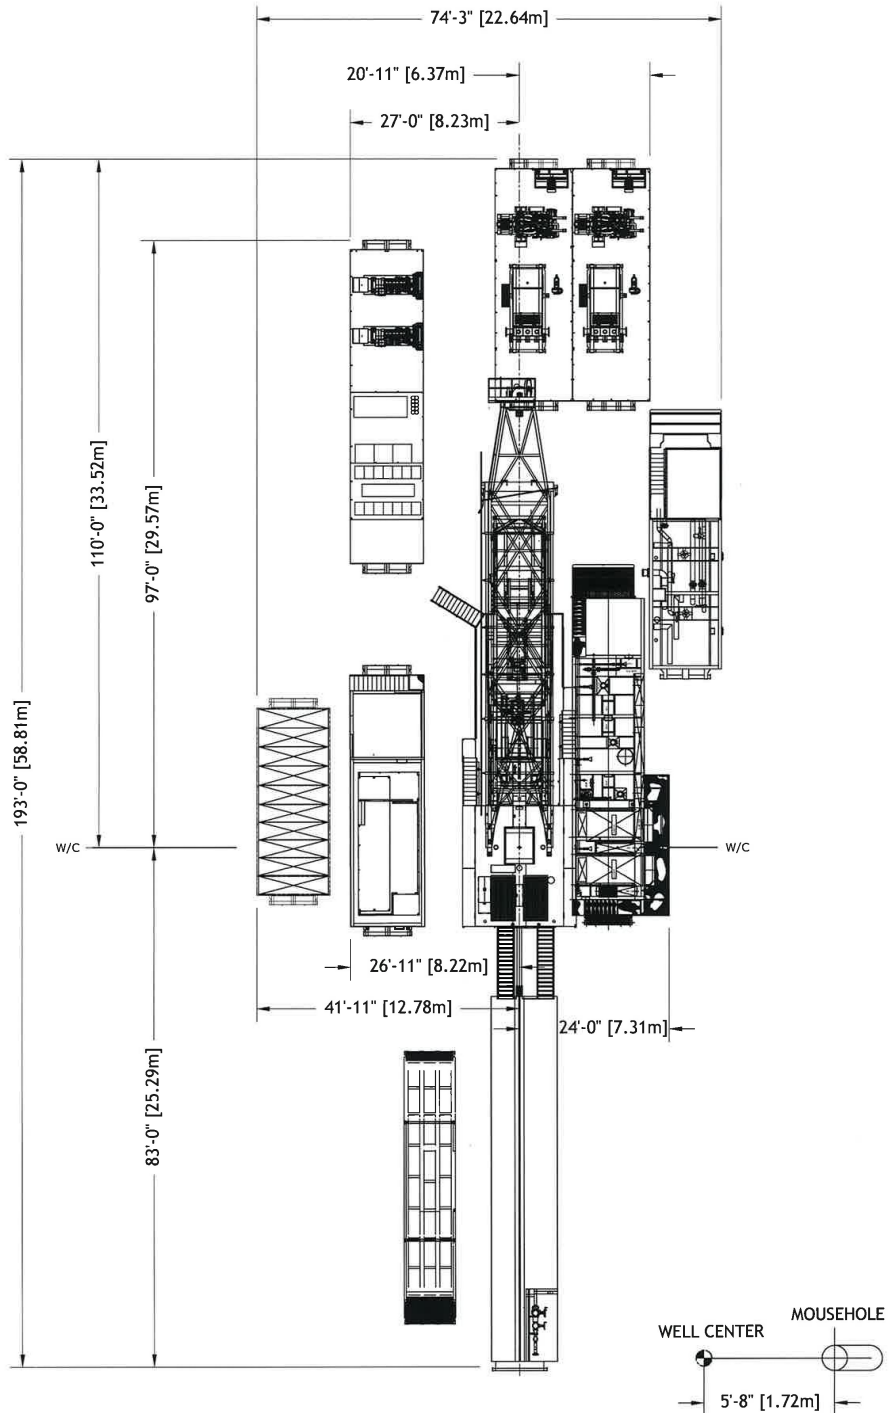 74'-3" [22.64m]
20'-11" [6.37m]
27'-0" [8.23m]
110'-0" [33.52m]
97'-0" [29.57m]
193'-0" [58.81m]
W/C
W/C
26'-11" [8.22m]
41'-11" [12.78m]
24'-0" [7.31m]
83'-0" [25.29m]
MOUSEHOLE
WELL CENTER
5'-8" [1.72m]